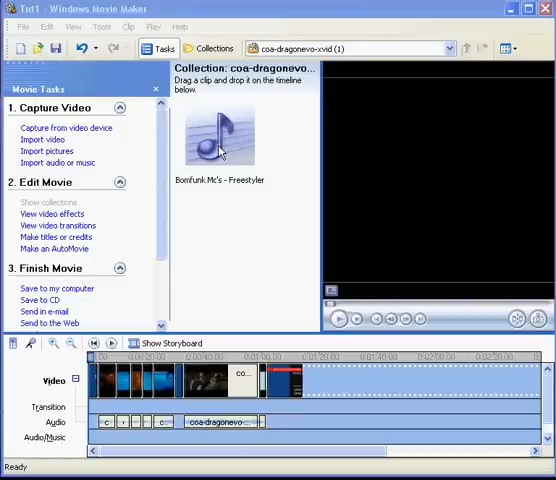 Tut1 - Windows Movie Maker
File Edit View Tools Clip Play Help
Tasks Collections coa-dragonevo-xvid (1)
Movie Tasks
Collection: coa-dragonevo...
Drag a clip and drop it on the timeline
below.
1. Capture Video
Capture from video device
Import video
Import pictures
Import audio or music
Bomfunk Mc's - Freestyler
2. Edit Movie
Show collections
View video effects
View video transitions
Make titles or credits
Make an AutoMovie
3. Finish Movie
Save to my computer
Save to CD
Send in e-mail
Send to the Web
Show Storyboard
Video
co...
Transition
Audio
c
c...
coa-dragonevo-...
Audio/Music
Ready